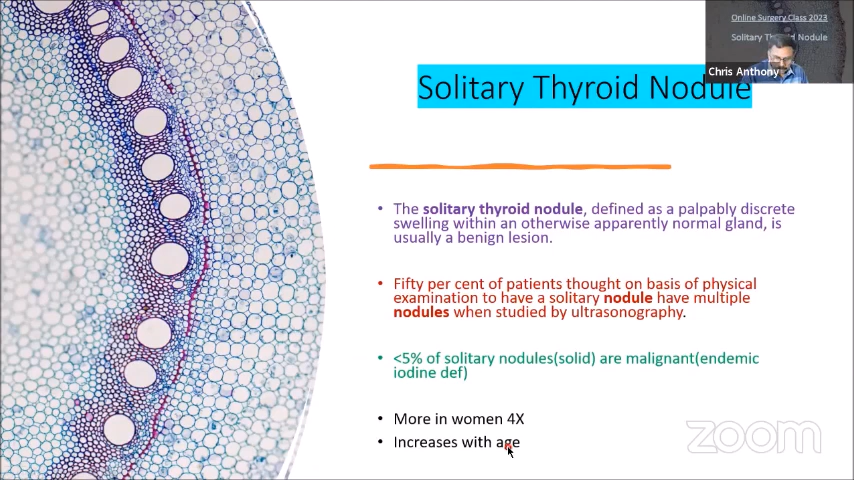 Online Surgery Class 2023
Solitary Thyroid Nodule
Chris Anthony
Solitary Thyroid Nodule
• The solitary thyroid nodule, defined as a palpably discrete
swelling within an otherwise apparently normal gland, is
usually a benign lesion.
• Fifty per cent of patients thought on basis of physical
examination to have a solitary nodule have multiple
nodules when studied by ultrasonography.
• <5% of solitary nodules(solid) are malignant(endemic
iodine def)
• More in women 4X
• Increases with age
zoom